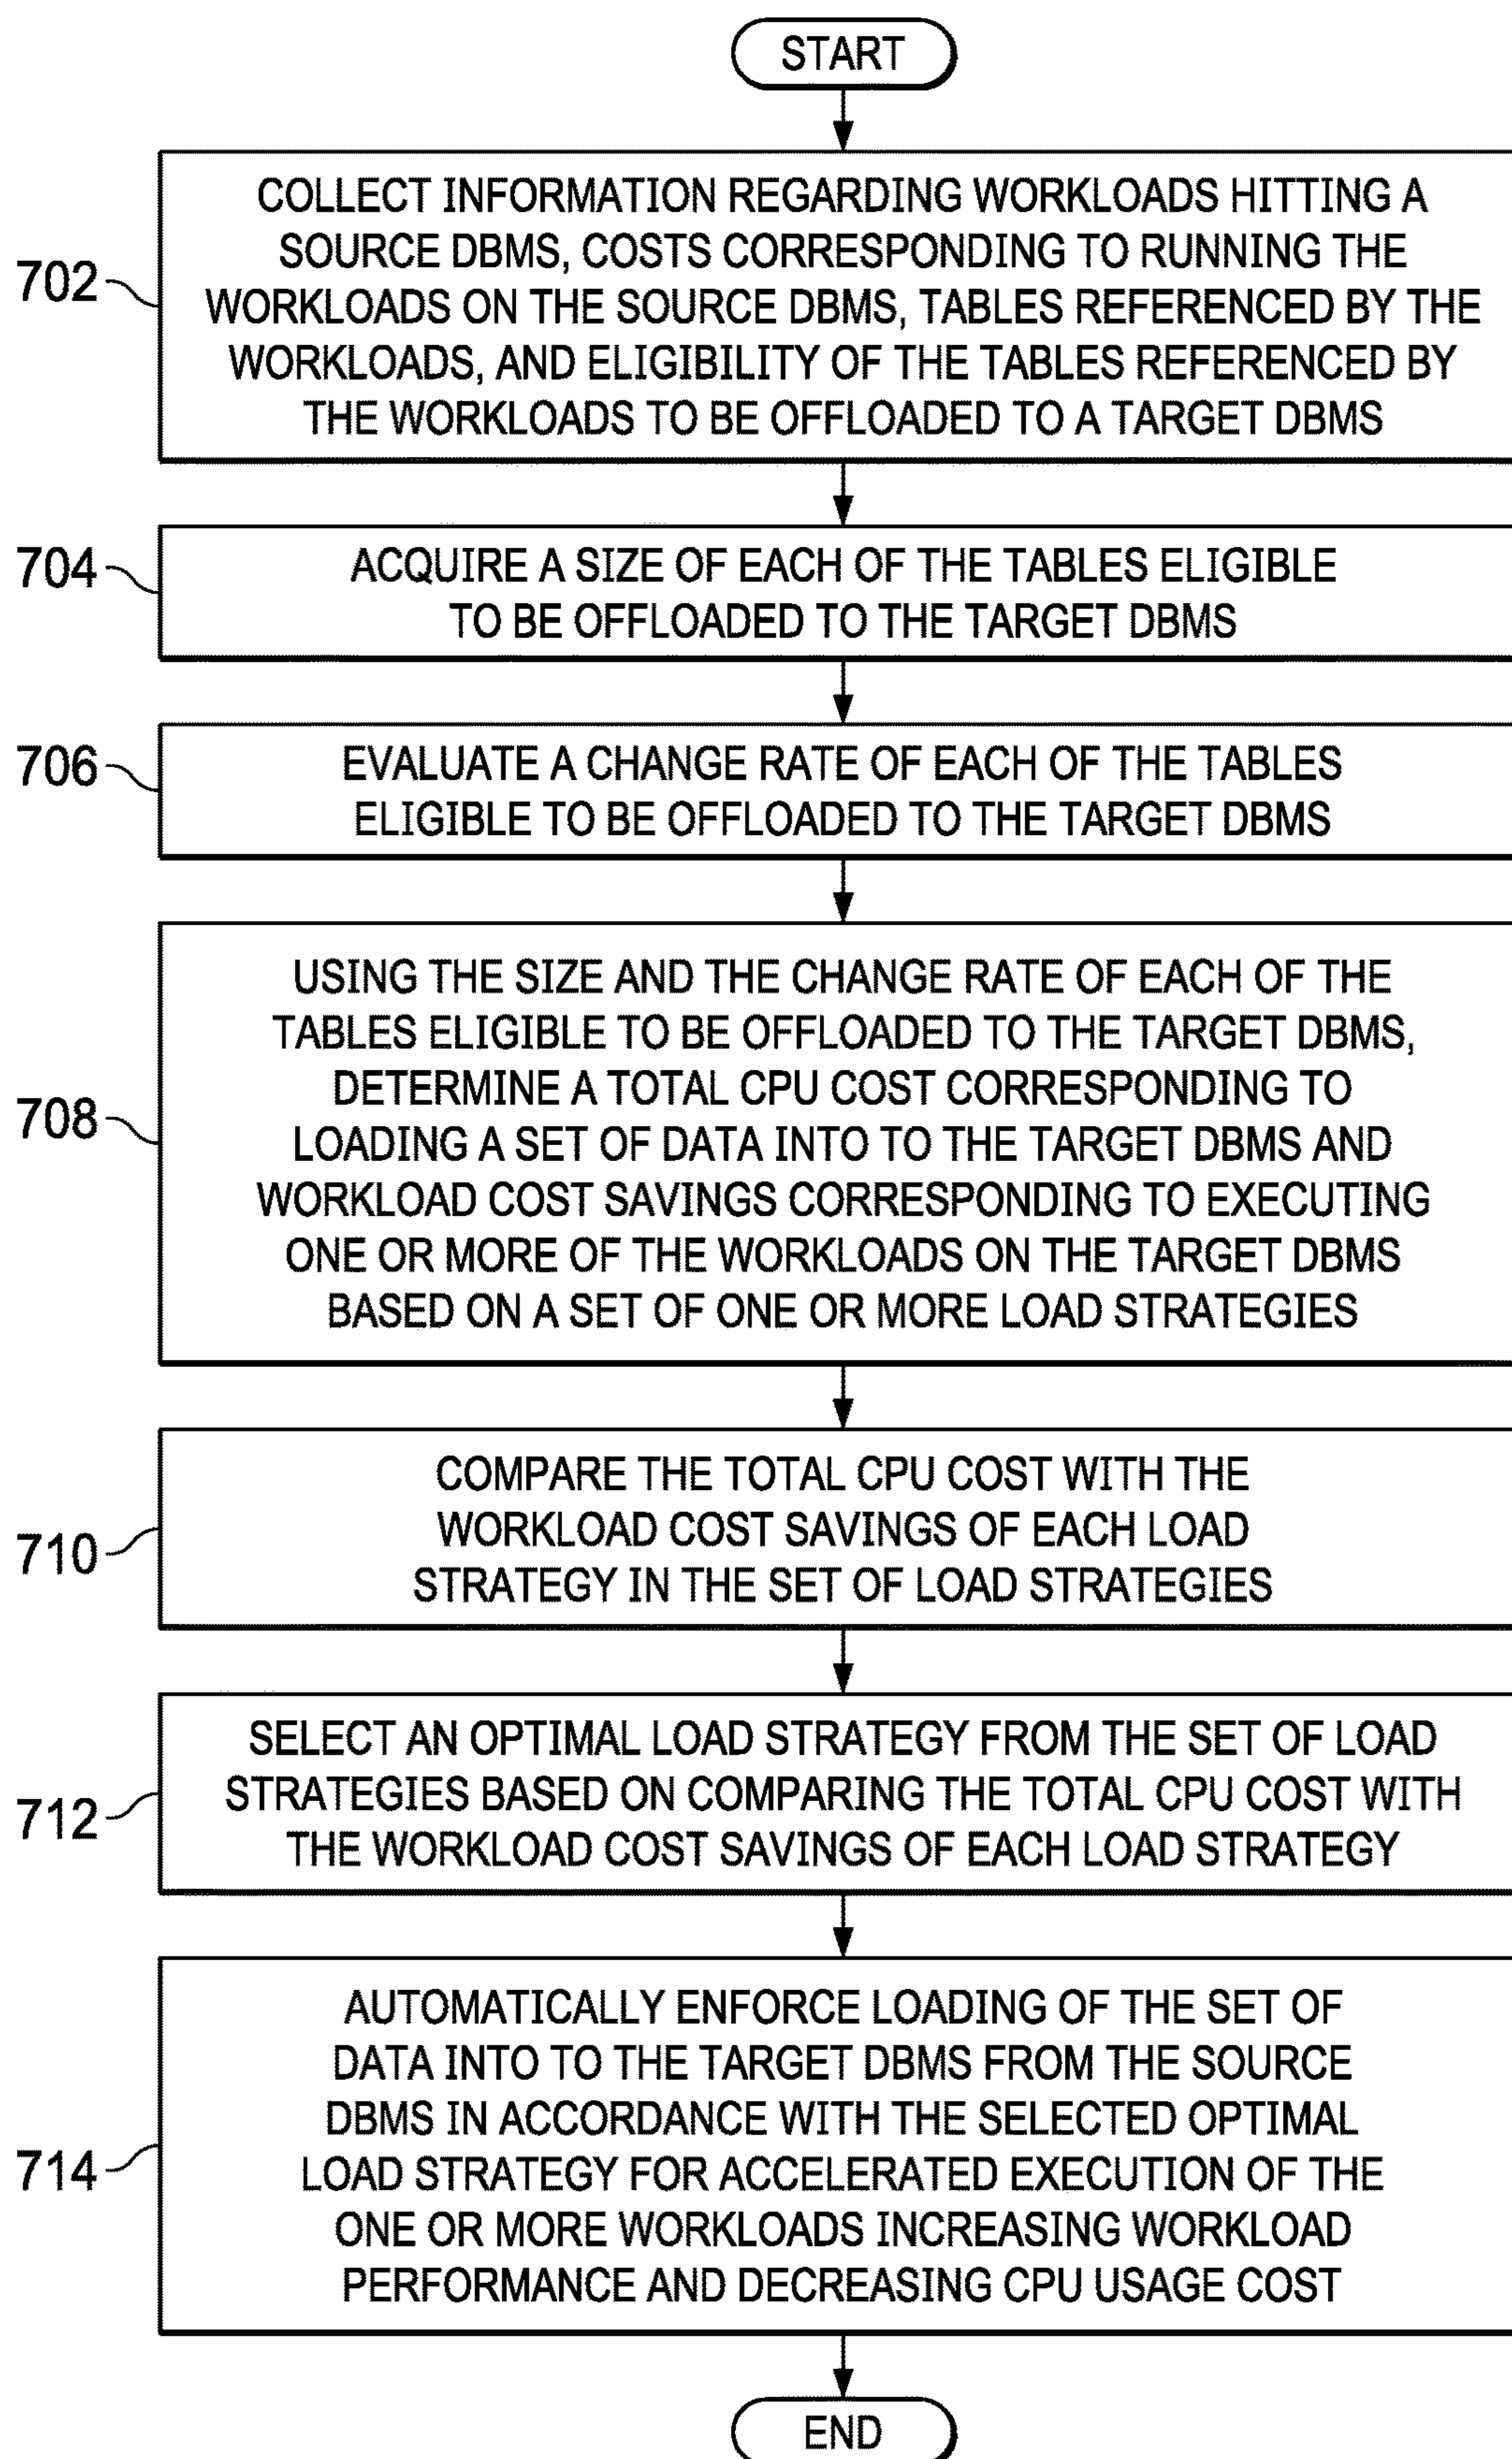 START
COLLECT INFORMATION REGARDING WORKLOADS HITTING A
SOURCE DBMS, COSTS CORRESPONDING TO RUNNING THE
702
WORKLOADS ON THE SOURCE DBMS, TABLES REFERENCED BY THE
WORKLOADS, AND ELIGIBILITY OF THE TABLES REFERENCED BY
THE WORKLOADS TO BE OFFLOADED TO A TARGET DBMS
704
ACQUIRE A SIZE OF EACH OF THE TABLES ELIGIBLE
TO BE OFFLOADED TO THE TARGET DBMS
706
EVALUATE A CHANGE RATE OF EACH OF THE TABLES
ELIGIBLE TO BE OFFLOADED TO THE TARGET DBMS
USING THE SIZE AND THE CHANGE RATE OF EACH OF THE
TABLES ELIGIBLE TO BE OFFLOADED TO THE TARGET DBMS,
DETERMINE A TOTAL CPU COST CORRESPONDING TO
708
LOADING A SET OF DATA INTO TO THE TARGET DBMS AND
WORKLOAD COST SAVINGS CORRESPONDING TO EXECUTING
ONE OR MORE OF THE WORKLOADS ON THE TARGET DBMS
BASED ON A SET OF ONE OR MORE LOAD STRATEGIES
COMPARE THE TOTAL CPU COST WITH THE
WORKLOAD COST SAVINGS OF EACH LOAD
710
STRATEGY IN THE SET OF LOAD STRATEGIES
SELECT AN OPTIMAL LOAD STRATEGY FROM THE SET OF LOAD
STRATEGIES BASED ON COMPARING THE TOTAL CPU COST WITH
712
THE WORKLOAD COST SAVINGS OF EACH LOAD STRATEGY
AUTOMATICALLY ENFORCE LOADING OF THE SET OF
DATA INTO TO THE TARGET DBMS FROM THE SOURCE
DBMS IN ACCORDANCE WITH THE SELECTED OPTIMAL
714
LOAD STRATEGY FOR ACCELERATED EXECUTION OF THE
ONE OR MORE WORKLOADS INCREASING WORKLOAD
PERFORMANCE AND DECREASING CPU USAGE COST
END